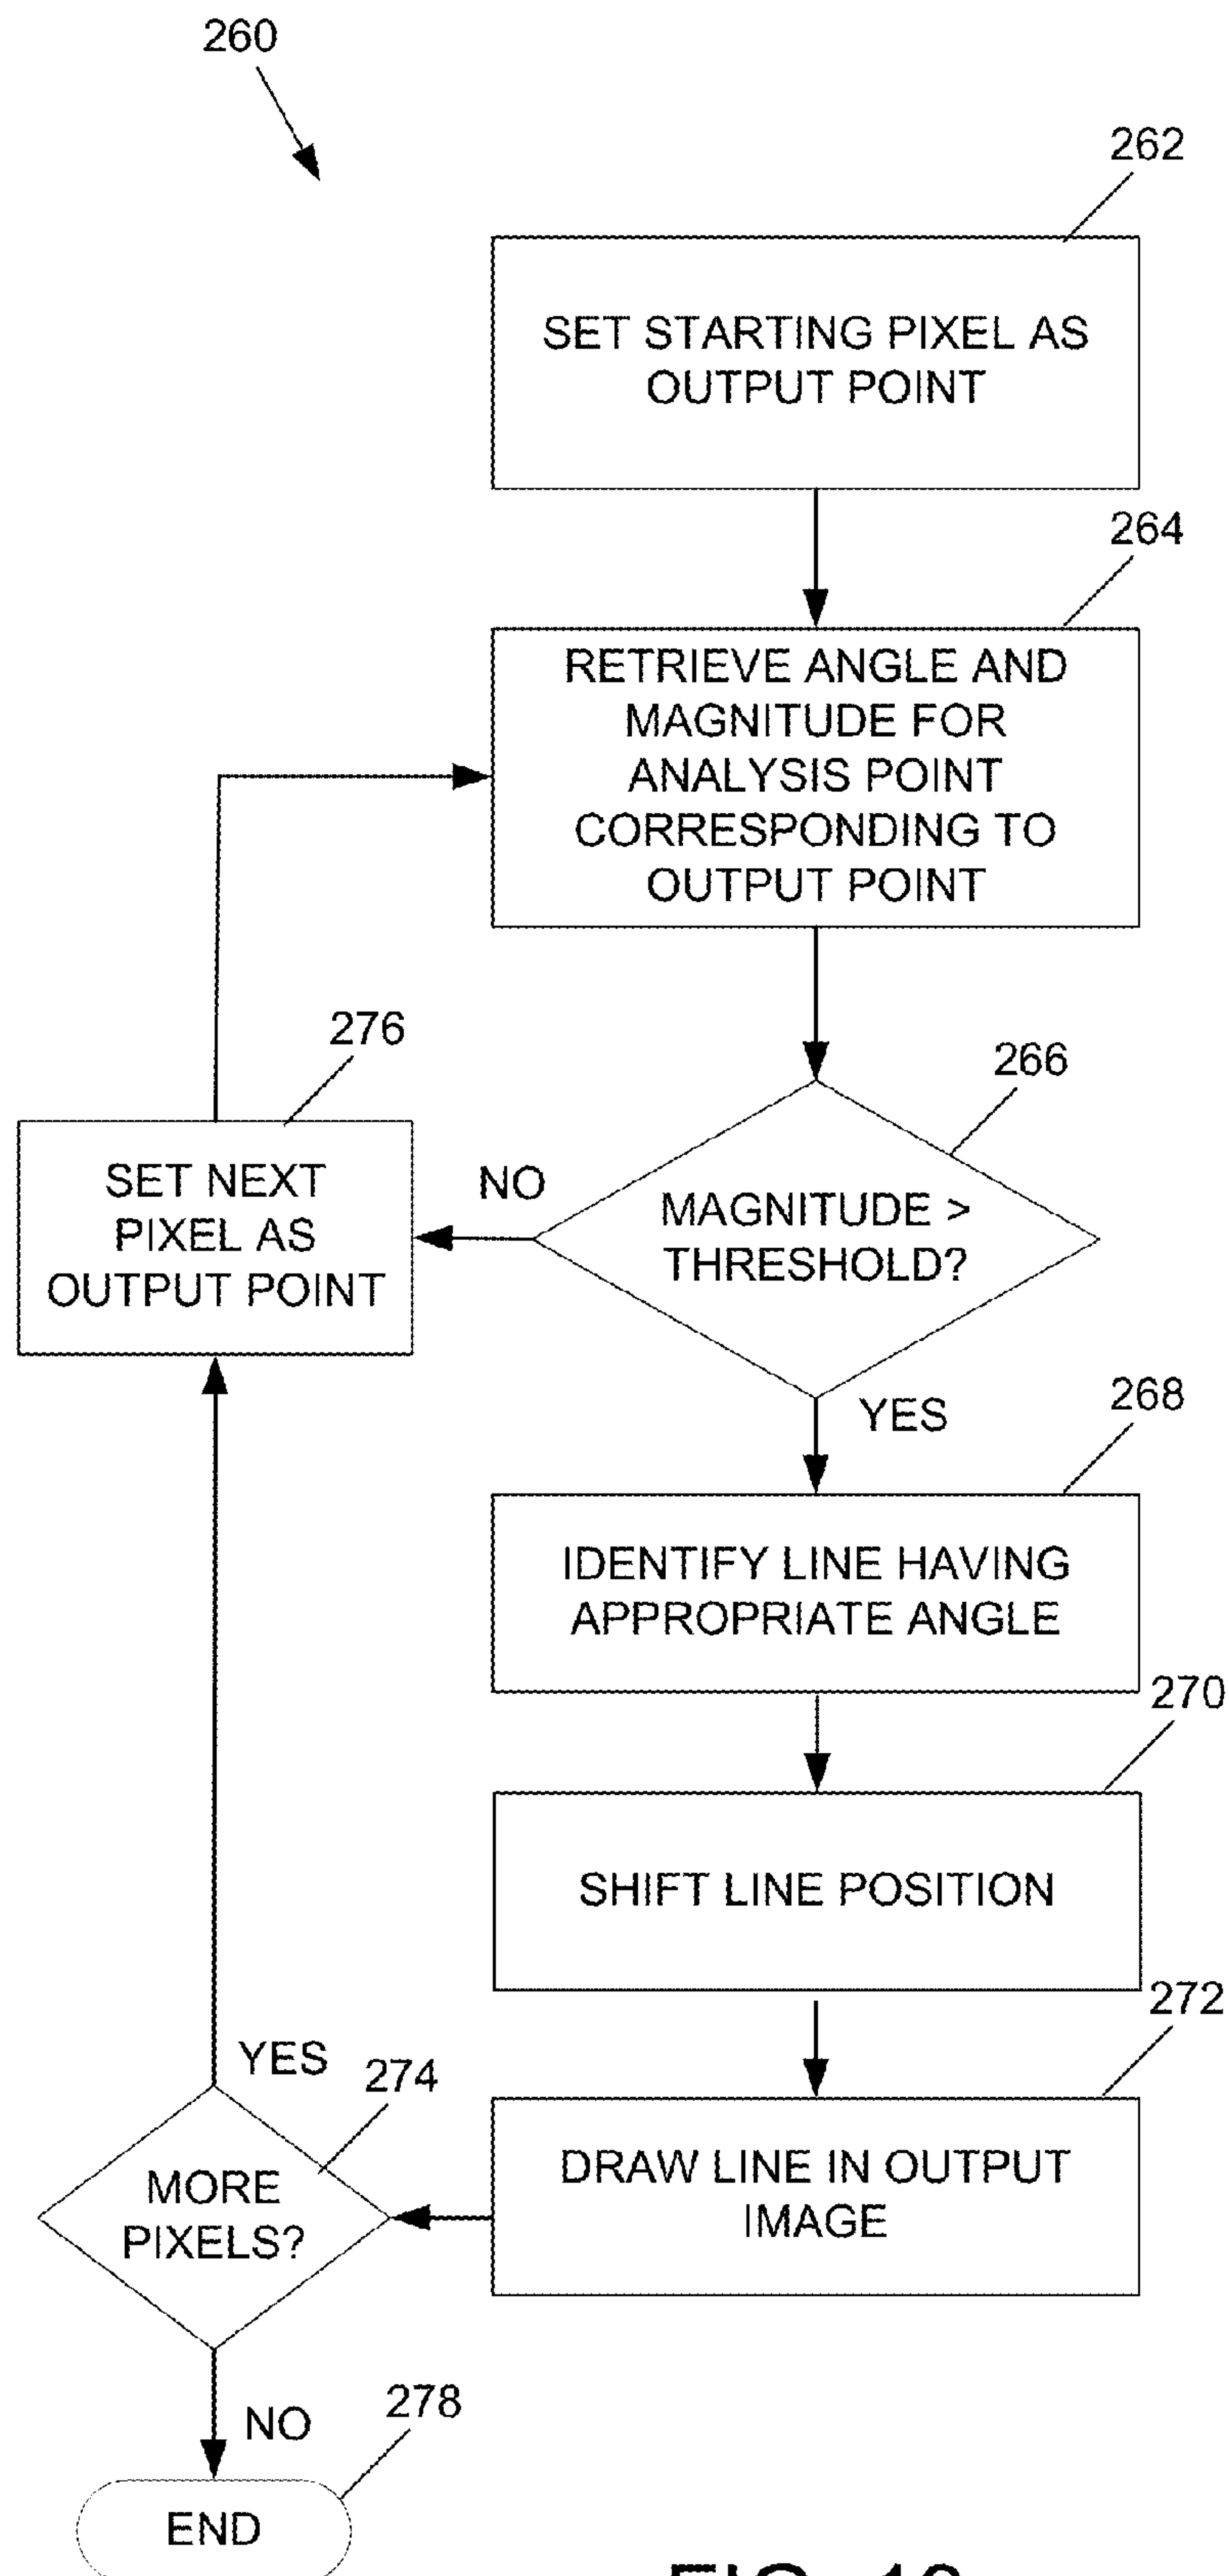 260
262
SET STARTING PIXEL AS
OUTPUT POINT
264
RETRIEVE ANGLE AND
MAGNITUDE FOR
ANALYSIS POINT
CORRESPONDING TO
OUTPUT POINT
276
266
SET NEXT
PIXEL AS
OUTPUT POINT
NO
MAGNITUDE >
THRESHOLD?
YES
268
IDENTIFY LINE HAVING
APPROPRIATE ANGLE
270
SHIFT LINE POSITION
272
YES
274
MORE
PIXELS?
DRAW LINE IN OUTPUT
IMAGE
NO
278
END